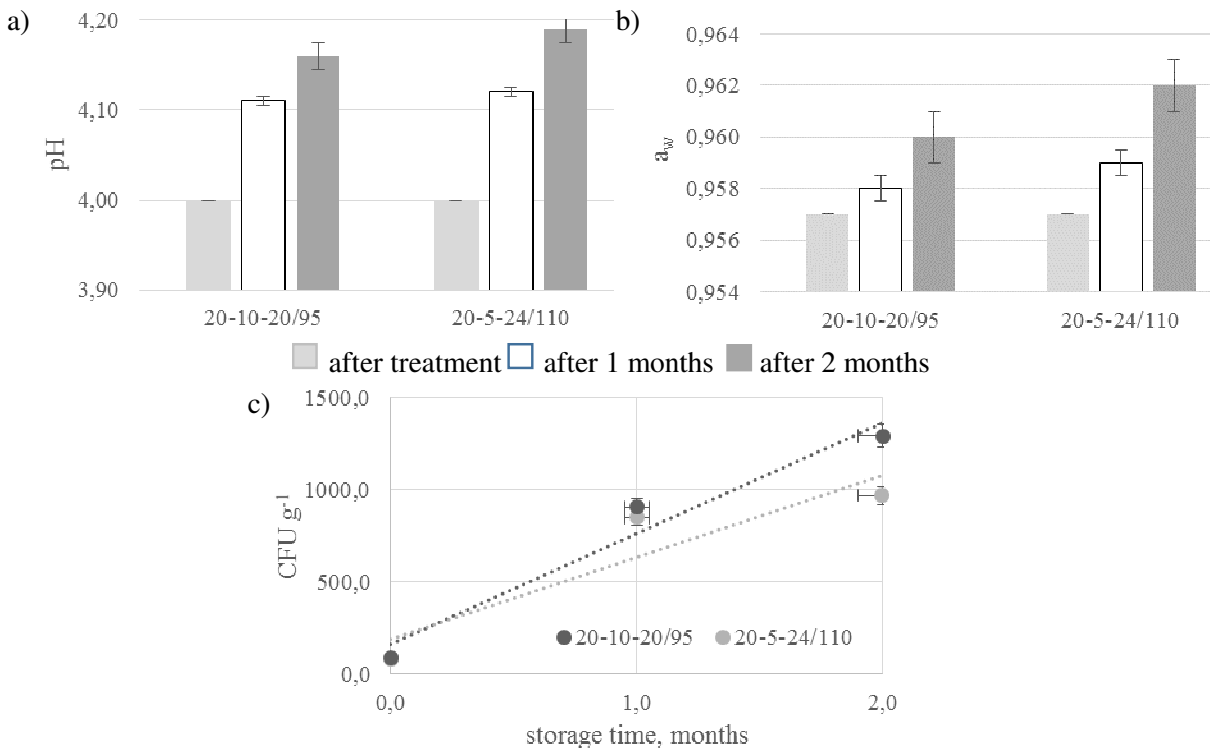 a)
4,20
4,10
4,00
3,90
pH
20-10-20/95
20-5-24/110
b)
0,964
0,962
0,960
0,958
0,956
0,954
a_w
20-10-20/95
20-5-24/110
after treatment after 1 months after 2 months
c)
1500,0
1000,0
500,0
0,0
CFU g⁻¹
20-10-20/95 20-5-24/110
0,0 1,0 2,0
storage time, months